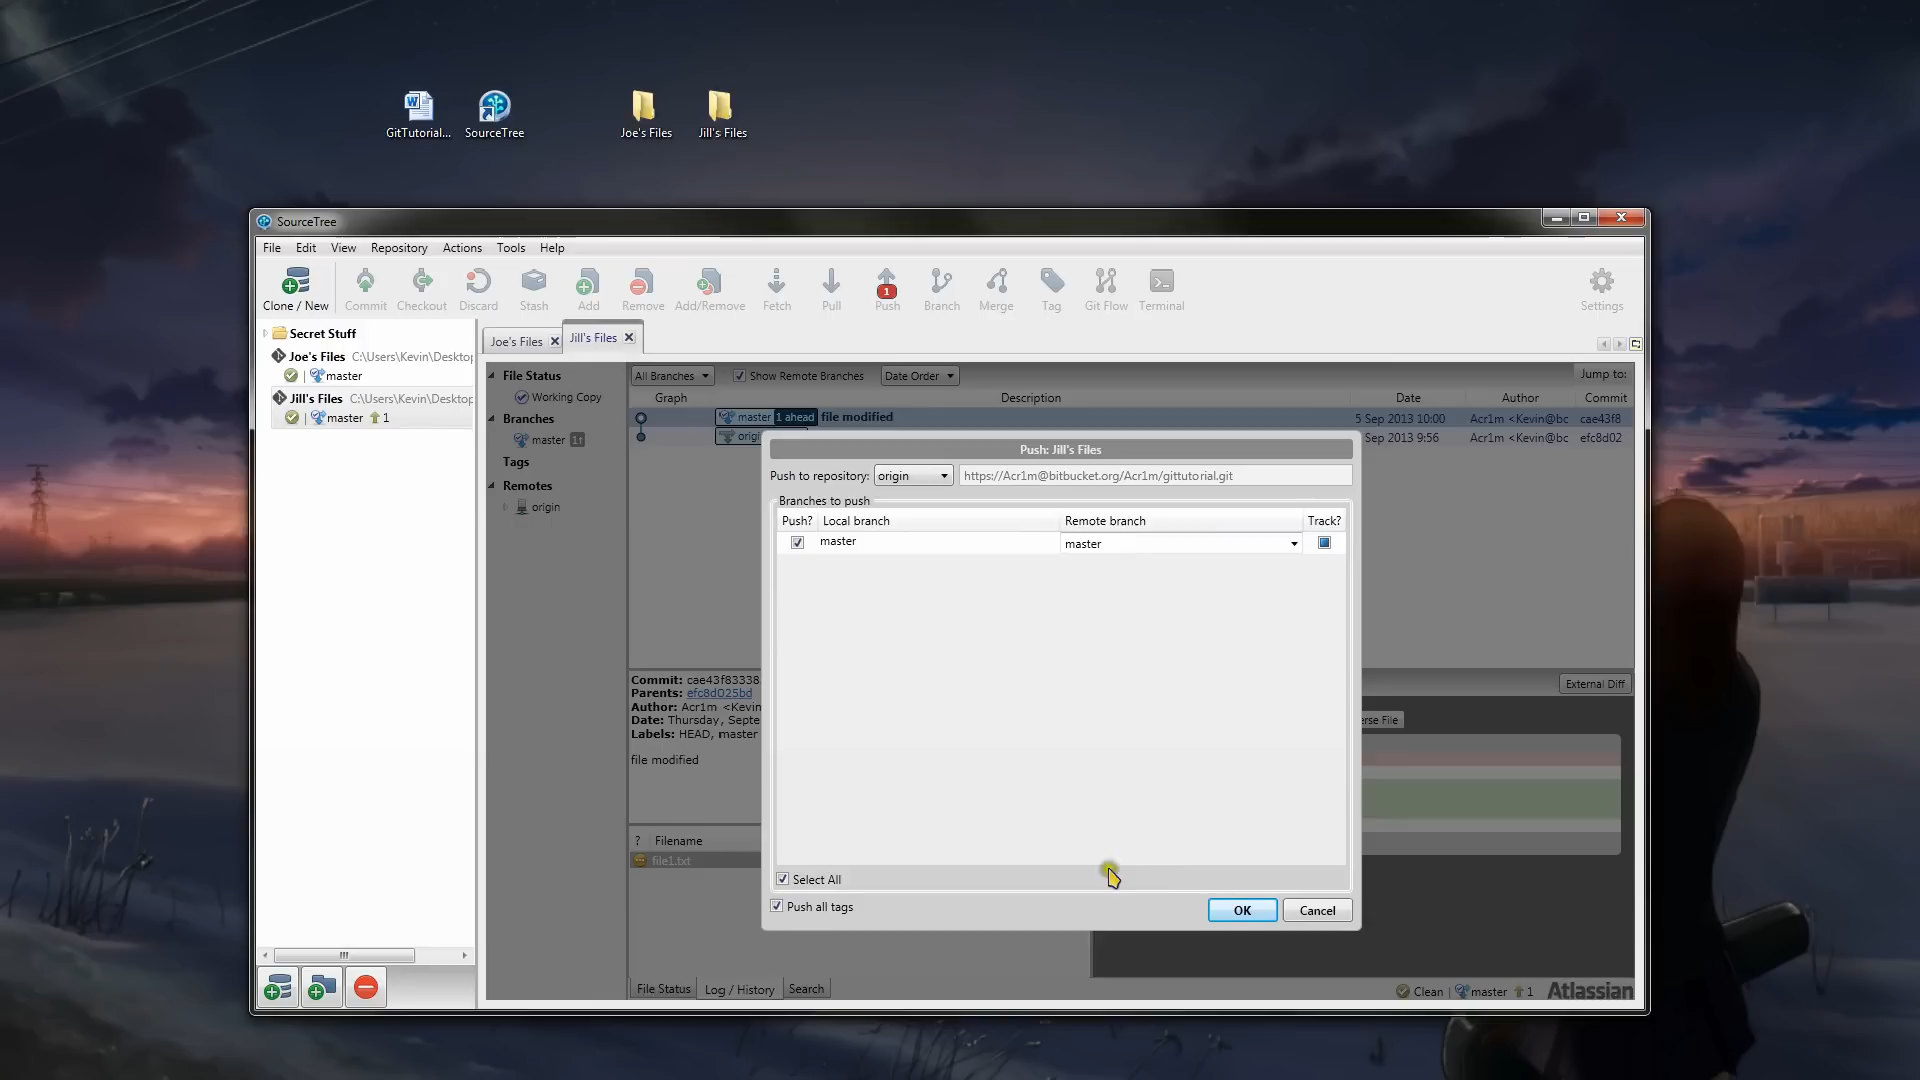 GitTutorial...
SourceTree
Joe's Files
Jill's Files
SourceTree
File Edit View Repository Actions Tools Help
Clone / New Commit Checkout Discard Stash Add Remove Add/Remove Fetch Pull Push Branch Merge Tag Git Flow Terminal Settings
1
Secret Stuff
Joe's Files C:\Users\Kevin\Desktop
master
Jill's Files C:\Users\Kevin\Desktop
master 1
Joe's Files
Jill's Files
File Status
Working Copy
Branches
master 1↑
Tags
Remotes
origin
All Branches Show Remote Branches Date Order Jump to:
Graph Description Date Author Commit
master 1 ahead file modified 5 Sep 2013 10:00 Acr1m <Kevin@bc cae43f8
origi Sep 2013 9:56 Acr1m <Kevin@bc efc8d02
Push: Jill's Files
Push to repository: origin https://Acr1m@bitbucket.org/Acr1m/gittutorial.git
Branches to push
Push? Local branch Remote branch Track?
master master
Select All
Push all tags
OK Cancel
Commit: cae43f83338
Parents: efc8d025bd
Author: Acr1m <Kevin
Date: Thursday, Septe
Labels: HEAD, master
file modified
External Diff
erse File
? Filename
file1.txt
File Status Log / History Search
Clean master 1 Atlassian